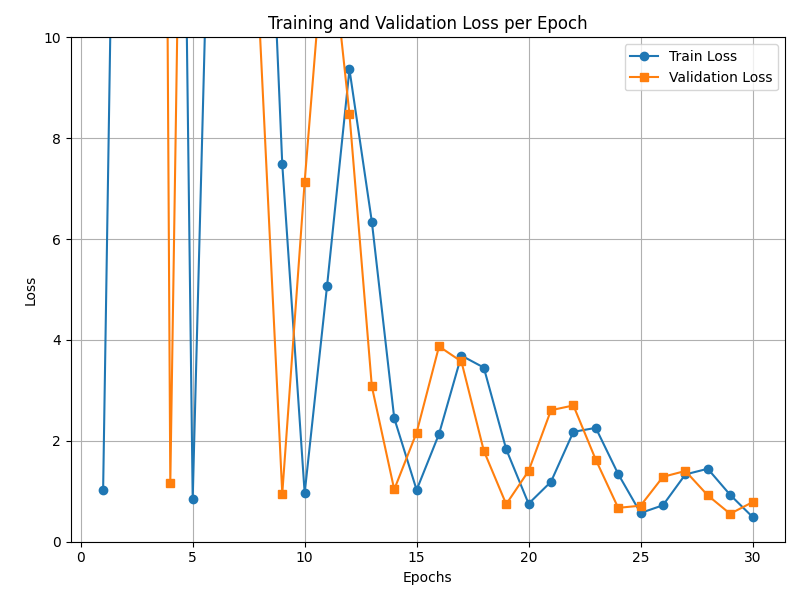 Training and Validation Loss per Epoch
Train Loss
Validation Loss
10
8
6
4
2
0
Loss
0 5 10 15 20 25 30
Epochs